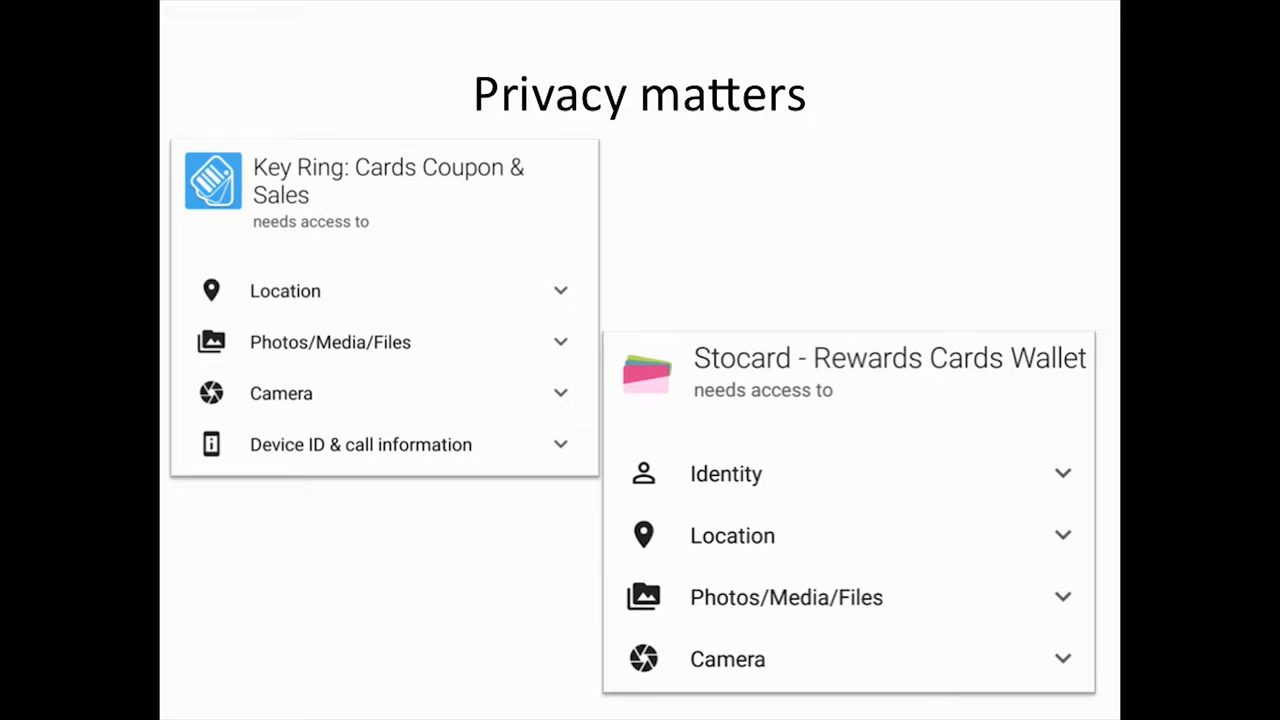 Privacy matters
Key Ring: Cards Coupon &
Sales
needs access to
Location
Photos/Media/Files
Camera
Device ID & call information
Stocard - Rewards Cards Wallet
needs access to
Identity
Location
Photos/Media/Files
Camera